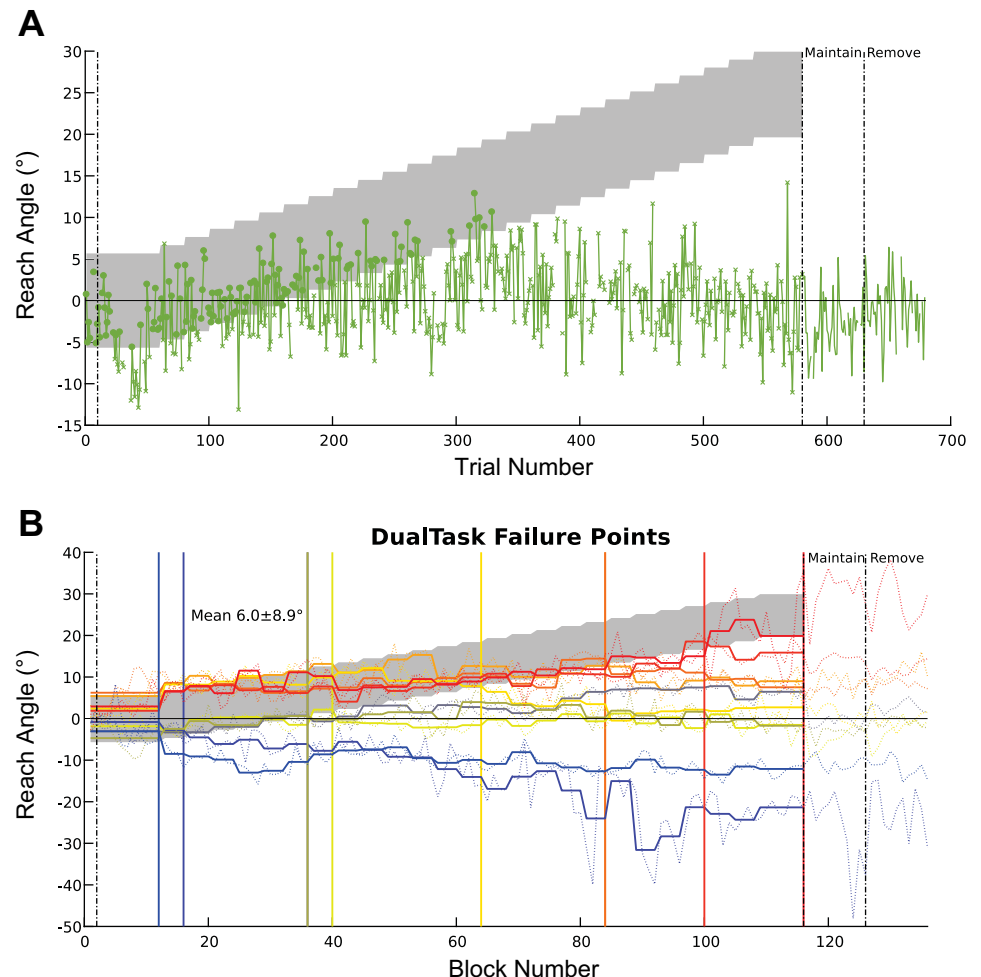 A
30
25
20
15
10
5
0
-5
-10
-15
Reach Angle (°)
Maintain Remove
0 100 200 300 400 500 600 700
Trial Number
B
DualTask Failure Points
40
30
20
10
0
-10
-20
-30
-40
-50
Reach Angle (°)
Maintain Remove
Mean 6.0±8.9°
0 20 40 60 80 100 120
Block Number